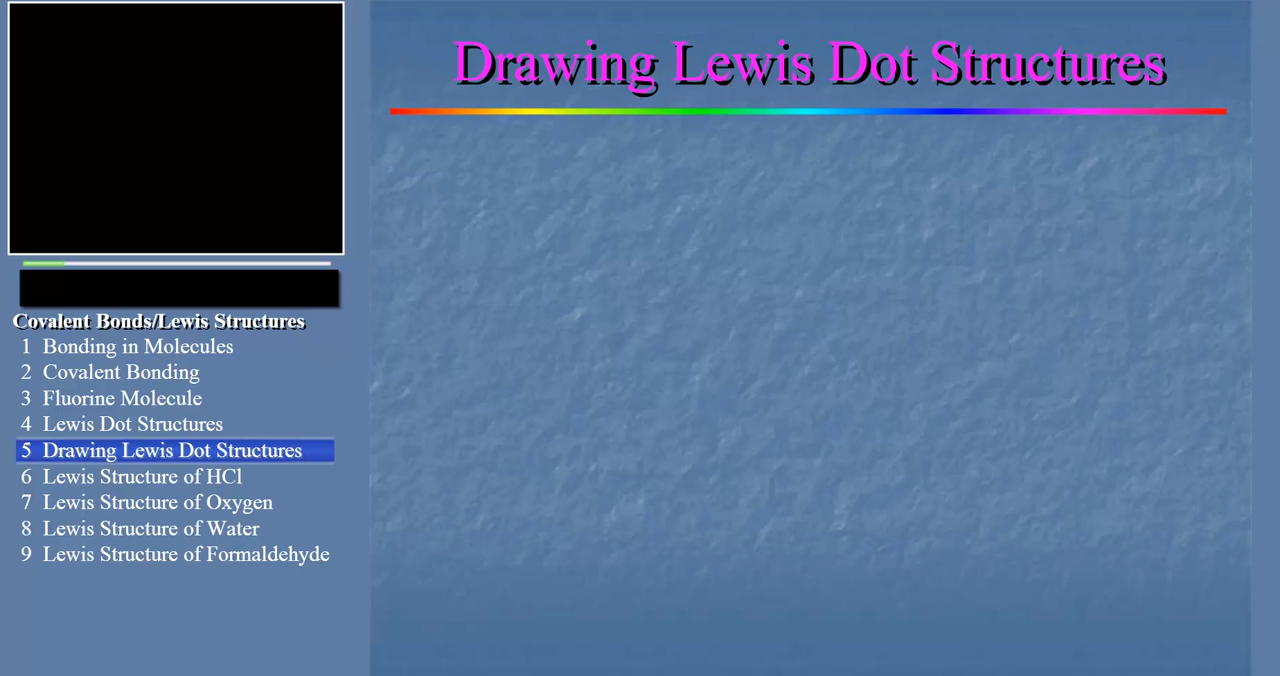 Drawing Lewis Dot Structures
Covalent Bonds/Lewis Structures
1 Bonding in Molecules
2 Covalent Bonding
3 Fluorine Molecule
4 Lewis Dot Structures
5 Drawing Lewis Dot Structures
6 Lewis Structure of HCl
7 Lewis Structure of Oxygen
8 Lewis Structure of Water
9 Lewis Structure of Formaldehyde